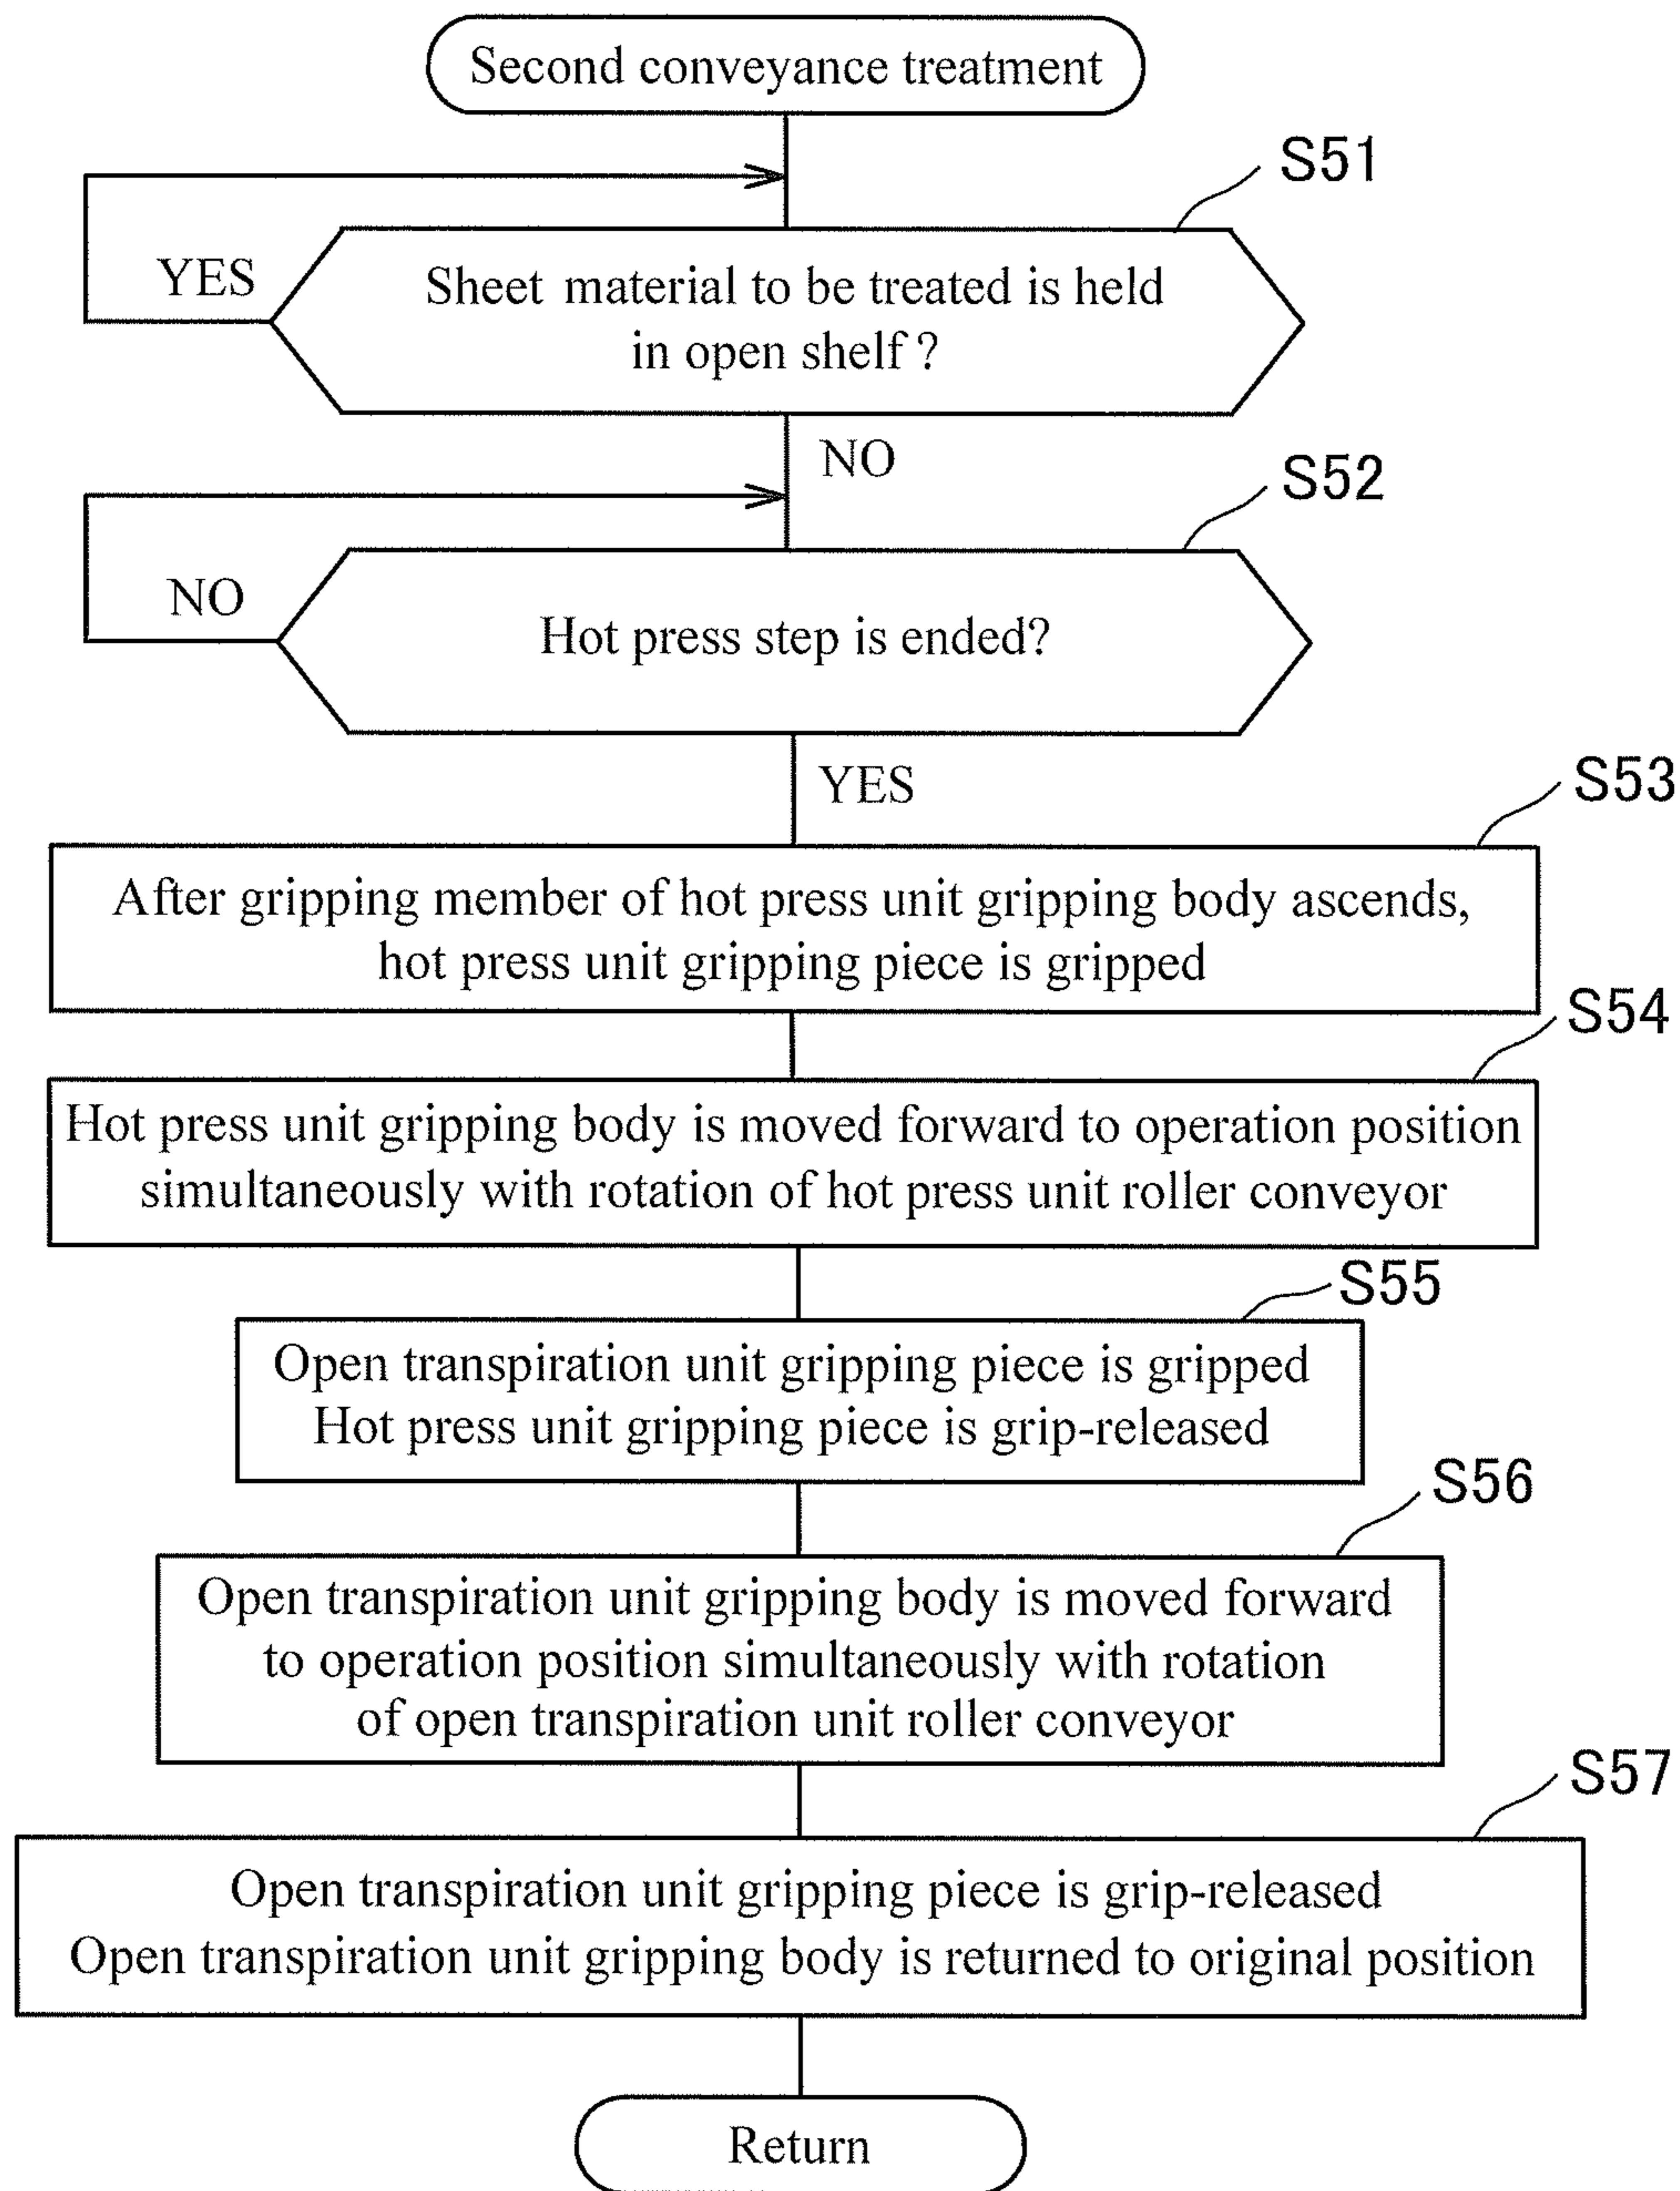 Second conveyance treatment
S51
YES
Sheet material to be treated is held
in open shelf ?
NO
S52
NO
Hot press step is ended?
YES
S53
After gripping member of hot press unit gripping body ascends,
hot press unit gripping piece is gripped
S54
Hot press unit gripping body is moved forward to operation position
simultaneously with rotation of hot press unit roller conveyor
S55
Open transpiration unit gripping piece is gripped
Hot press unit gripping piece is grip-released
S56
Open transpiration unit gripping body is moved forward
to operation position simultaneously with rotation
of open transpiration unit roller conveyor
S57
Open transpiration unit gripping piece is grip-released
Open transpiration unit gripping body is returned to original position
Return